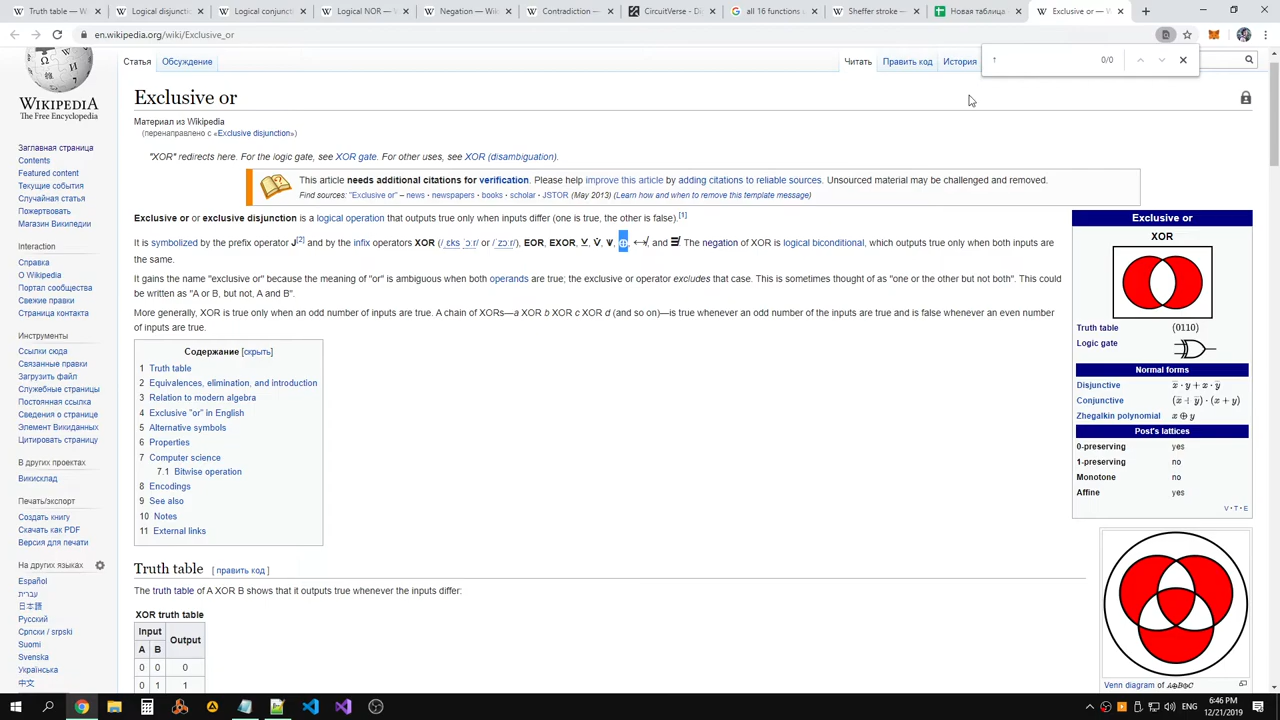 Truth table — W
Logical disjunct
Logical conjunct
Logical NOR — W
Negation — Wiki
Contradiction —
CircuitVerse - Di
all 16 functions
Sheffer stroke —
Новая таблица
Exclusive or — W
en.wikipedia.org/wiki/Exclusive_or
↑ 0/0
WIKIPEDIA
The Free Encyclopedia
Статья Обсуждение Читать Править код История
Exclusive or
Материал из Wikipedia
(перенаправлено с «Exclusive disjunction»)
"XOR" redirects here. For the logic gate, see XOR gate. For other uses, see XOR (disambiguation).
This article needs additional citations for verification. Please help improve this article by adding citations to reliable sources. Unsourced material may be challenged and removed.
Find sources: "Exclusive or" – news · newspapers · books · scholar · JSTOR (May 2013) (Learn how and when to remove this template message)
Exclusive or or exclusive disjunction is a logical operation that outputs true only when inputs differ (one is true, the other is false).[1]
It is symbolized by the prefix operator J[2] and by the infix operators XOR (/ˌɛks ˈɔːr/ or /ˈzɔːr/), EOR, EXOR, ⊻, v̇, ⩛, ⊕, ↮, and ≢. The negation of XOR is logical biconditional, which outputs true only when both inputs are
the same.
It gains the name "exclusive or" because the meaning of "or" is ambiguous when both operands are true; the exclusive or operator excludes that case. This is sometimes thought of as "one or the other but not both". This could
be written as "A or B, but not, A and B".
More generally, XOR is true only when an odd number of inputs are true. A chain of XORs—a XOR b XOR c XOR d (and so on)—is true whenever an odd number of the inputs are true and is false whenever an even number
of inputs are true.
Содержание [скрыть]
1 Truth table
2 Equivalences, elimination, and introduction
3 Relation to modern algebra
4 Exclusive "or" in English
5 Alternative symbols
6 Properties
7 Computer science
7.1 Bitwise operation
8 Encodings
9 See also
10 Notes
11 External links
Truth table [ править код ]
The truth table of A XOR B shows that it outputs true whenever the inputs differ:
XOR truth table
Input Output
A B
0 0 0
0 1 1
Exclusive or
XOR
Truth table (0110)
Logic gate
Normal forms
Disjunctive x̄ · y + x · ȳ
Conjunctive (x̄ + ȳ) · (x + y)
Zhegalkin polynomial x ⊕ y
Post's lattices
0-preserving yes
1-preserving no
Monotone no
Affine yes
V · T · E
Venn diagram of A⊕B⊕C
Заглавная страница
Contents
Featured content
Текущие события
Случайная статья
Пожертвовать
Магазин Википедии
Interaction
Справка
О Wikipedia
Портал сообщества
Свежие правки
Страница контакта
Инструменты
Ссылки сюда
Связанные правки
Загрузить файл
Служебные страницы
Постоянная ссылка
Сведения о странице
Элемент Викиданных
Цитировать страницу
В других проектах
Викисклад
Печать/экспорт
Создать книгу
Скачать как PDF
Версия для печати
На других языках
Español
עברית
日本語
Русский
Српски / srpski
Suomi
Svenska
Українська
中文
ENG
6:46 PM
12/21/2019